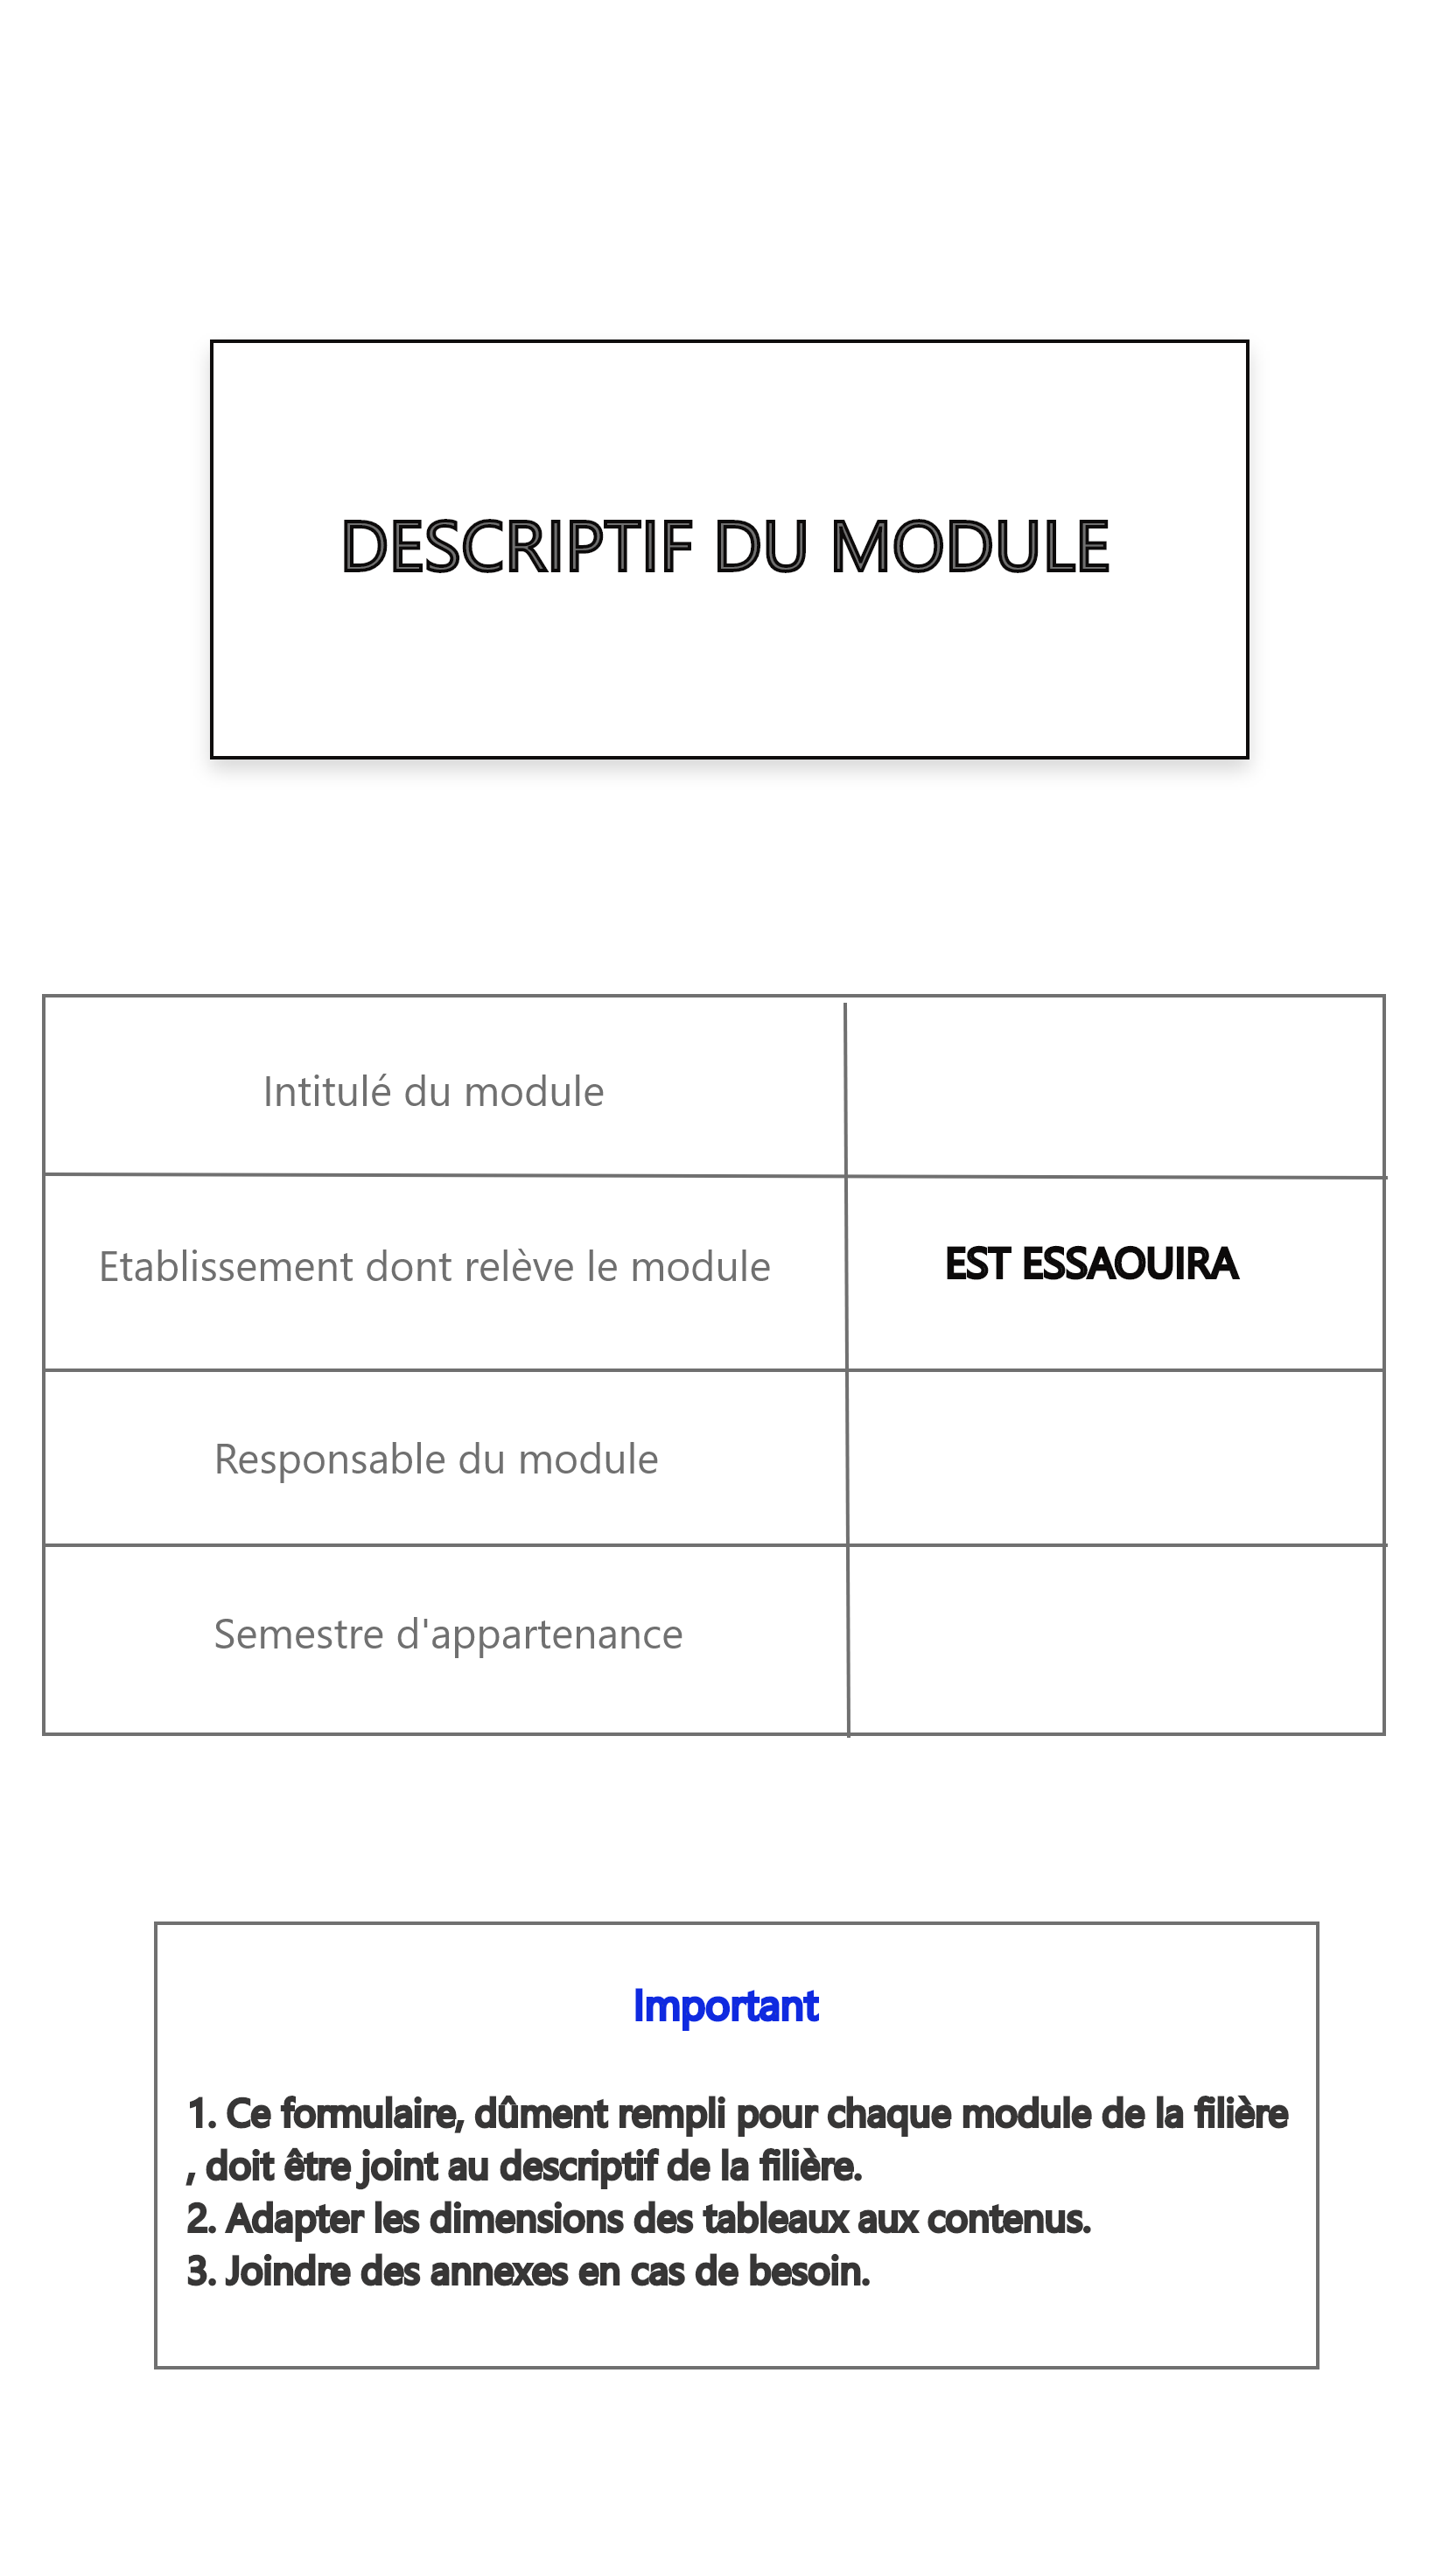 DESCRIPTIF DU MODULE
Intitulé du module
Etablissement dont relève le module
EST ESSAOUIRA
Responsable du module
Semestre d'appartenance
Important
1. Ce formulaire, dûment rempli pour chaque module de la filière
, doit être joint au descriptif de la filière.
2. Adapter les dimensions des tableaux aux contenus.
3. Joindre des annexes en cas de besoin.